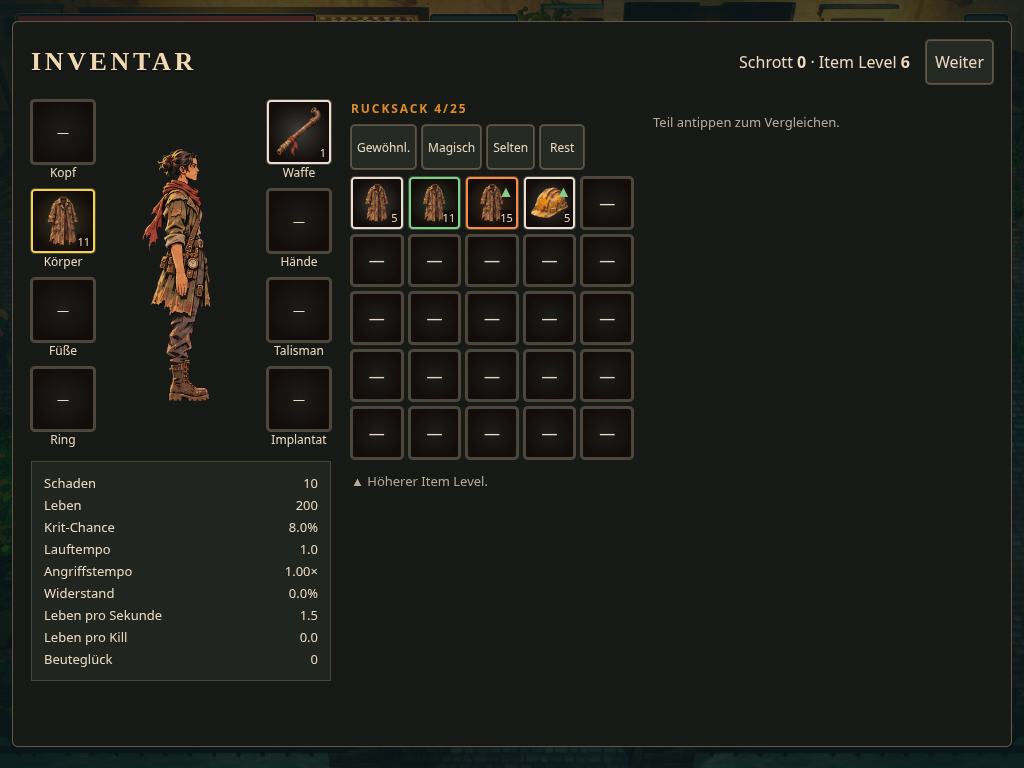 INVENTAR
Schrott 0 · Item Level 6
Weiter
—
Kopf
11
Körper
—
Füße
—
Ring
1
Waffe
—
Hände
—
Talisman
—
Implantat
Schaden 10
Leben 200
Krit-Chance 8.0%
Lauftempo 1.0
Angriffstempo 1.00×
Widerstand 0.0%
Leben pro Sekunde 1.5
Leben pro Kill 0.0
Beuteglück 0
RUCKSACK 4/25
Gewöhnl. Magisch Selten Rest
5 11 ▲ 15 ▲ 5 —
— — — — —
— — — — —
— — — — —
— — — — —
▲ Höherer Item Level.
Teil antippen zum Vergleichen.